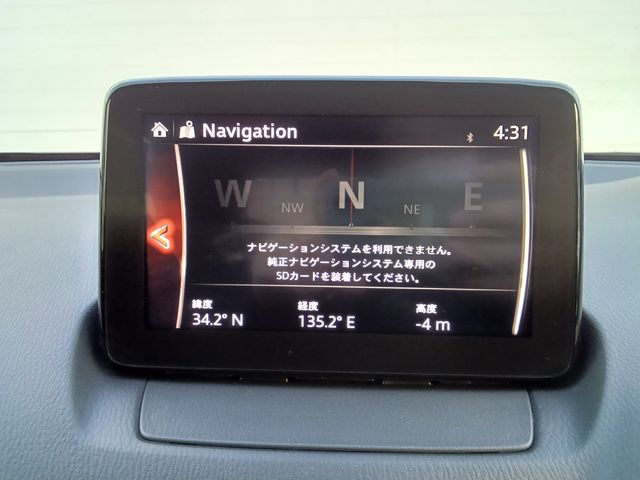 Navigation 4:31
W NW N NE E
ナビゲーションシステムを利用できません。
純正ナビゲーションシステム専用の
SDカードを装着してください。
緯度 経度 高度
34.2° N 135.2° E -4 m